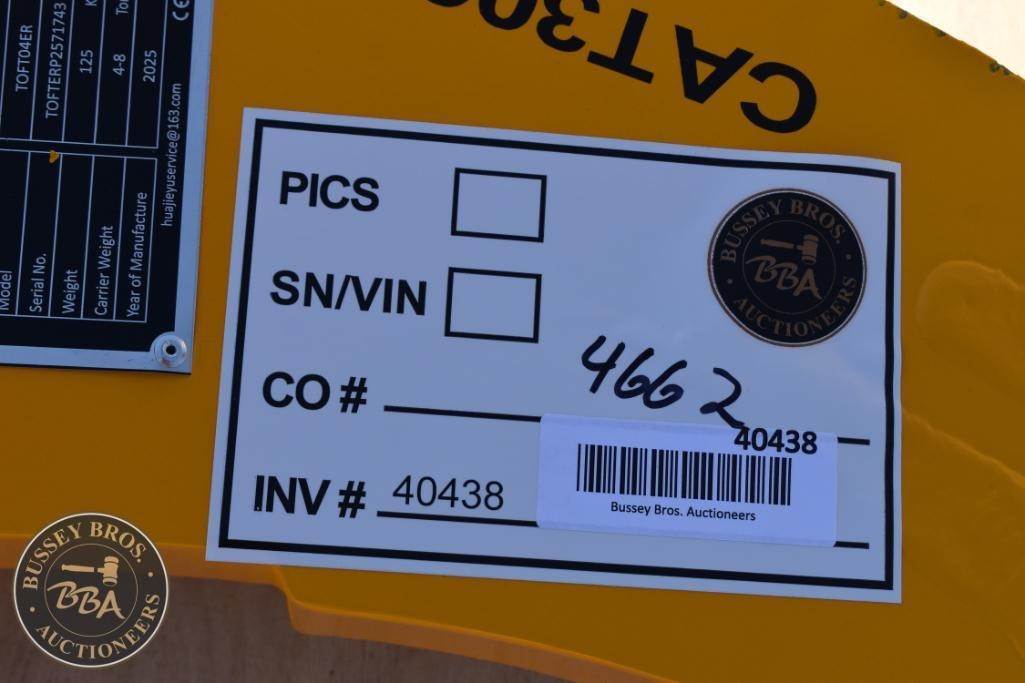 Model TOFT04ER
Serial No. TOFTERP2571743
Weight 125 K
Carrier Weight 4-8 To
Year of Manufacture 2025
huajieyuservice@163.com
CE
CAT30
PICS
SN/VIN
CO #
4662
INV # 40438
40438
Bussey Bros. Auctioneers
BUSSEY BROS.
BBA
AUCTIONEERS
BUSSEY BROS.
BBA
AUCTIONEERS